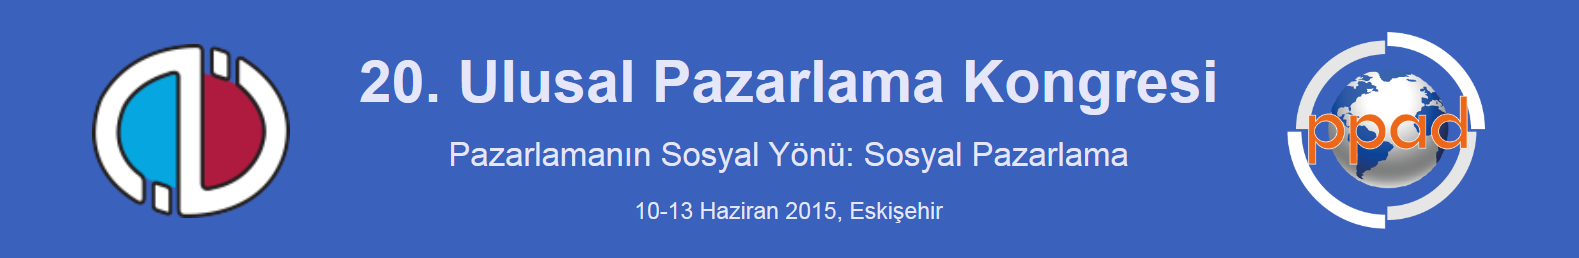 20. Ulusal Pazarlama Kongresi
Pazarlamanın Sosyal Yönü: Sosyal Pazarlama
10-13 Haziran 2015, Eskişehir
ppad